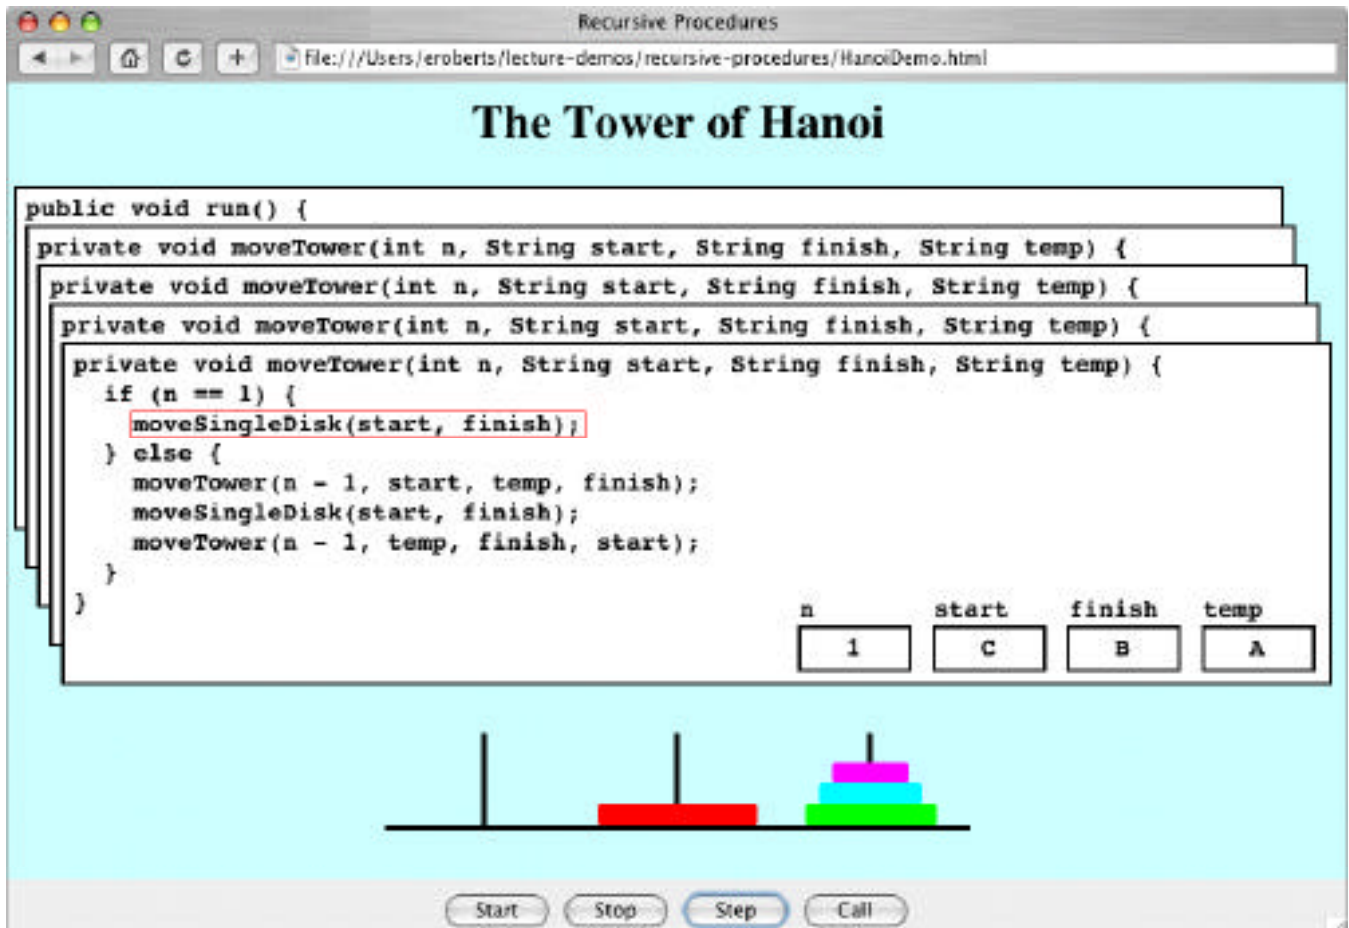 Recursive Procedures
file:///Users/eroberts/lecture-demos/recursive-procedures/HanoiDemo.html
The Tower of Hanoi
public void run() {
private void moveTower(int n, String start, String finish, String temp) {
private void moveTower(int n, String start, String finish, String temp) {
private void moveTower(int n, String start, String finish, String temp) {
private void moveTower(int n, String start, String finish, String temp) {
if (n == 1) {
moveSingleDisk(start, finish);
} else {
moveTower(n - 1, start, temp, finish);
moveSingleDisk(start, finish);
moveTower(n - 1, temp, finish, start);
}
}
n start finish temp
1 C B A
Start Stop Step Call